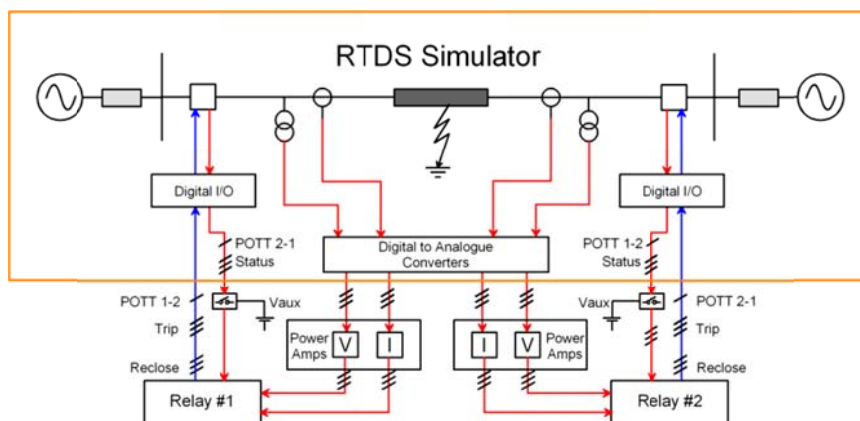 RTDS Simulator
Digital I/O
Digital I/O
POTT 2-1
Status
Digital to Analogue
Converters
POTT 1-2
Status
POTT 1-2
Vaux
Vaux
POTT 2-1
Trip
Power
Amps
V
I
I
V
Power
Amps
Trip
Reclose
Reclose
Relay #1
Relay #2